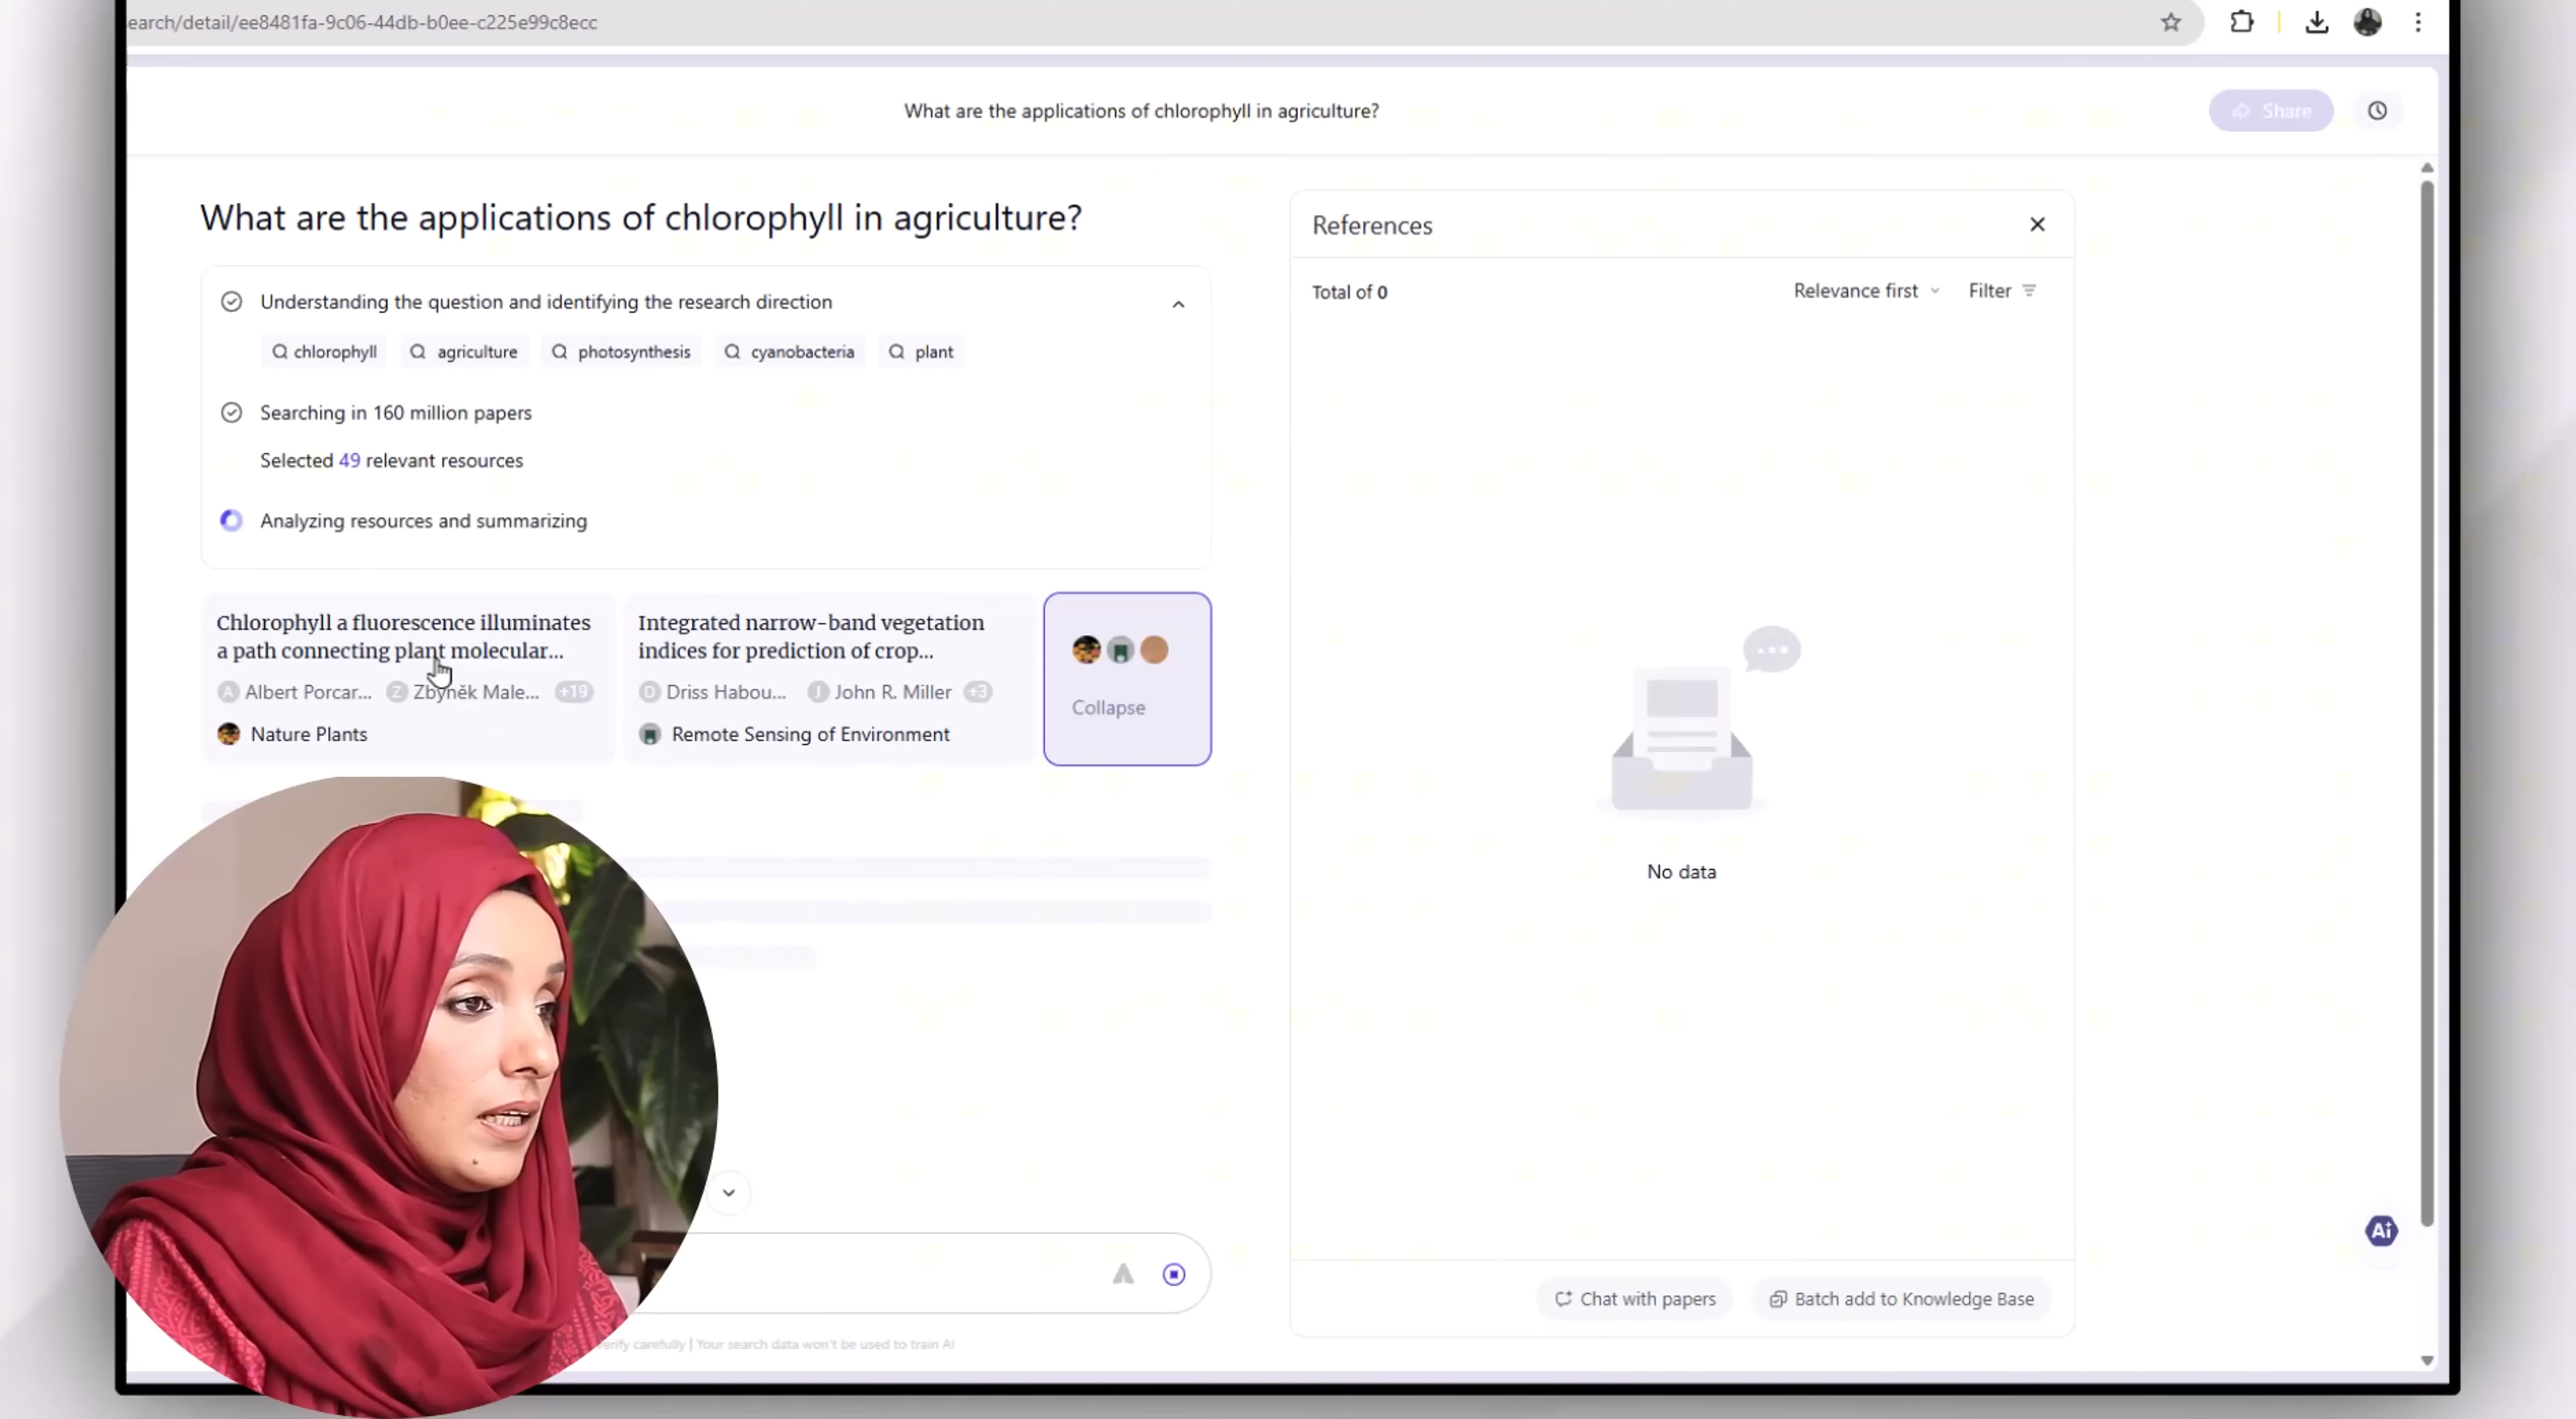 earch/detail/ee8481fa-9c06-44db-b0ee-c225e99c8ecc
What are the applications of chlorophyll in agriculture?
Share
What are the applications of chlorophyll in agriculture?
Understanding the question and identifying the research direction
chlorophyll
agriculture
photosynthesis
cyanobacteria
plant
Searching in 160 million papers
Selected 49 relevant resources
Analyzing resources and summarizing
Chlorophyll a fluorescence illuminates
a path connecting plant molecular...
A Albert Porcar... Z Zbyněk Male... +19
Nature Plants
Integrated narrow-band vegetation
indices for prediction of crop...
D Driss Habou... J John R. Miller +3
Remote Sensing of Environment
Collapse
erify carefully | Your search data won't be used to train AI
References
Total of 0
Relevance first
Filter
No data
Ai
Chat with papers
Batch add to Knowledge Base